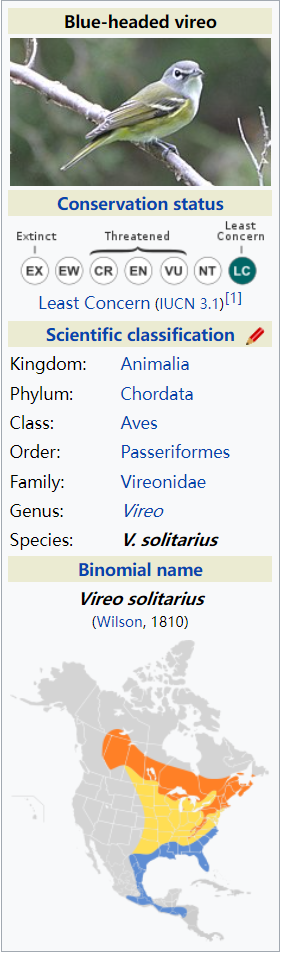 Blue-headed vireo
Conservation status
Extinct
Threatened
Least
Concern
EX EW CR EN VU NT LC
Least Concern (IUCN 3.1)[1]
Scientific classification
Kingdom: Animalia
Phylum: Chordata
Class: Aves
Order: Passeriformes
Family: Vireonidae
Genus: Vireo
Species: V. solitarius
Binomial name
Vireo solitarius
(Wilson, 1810)